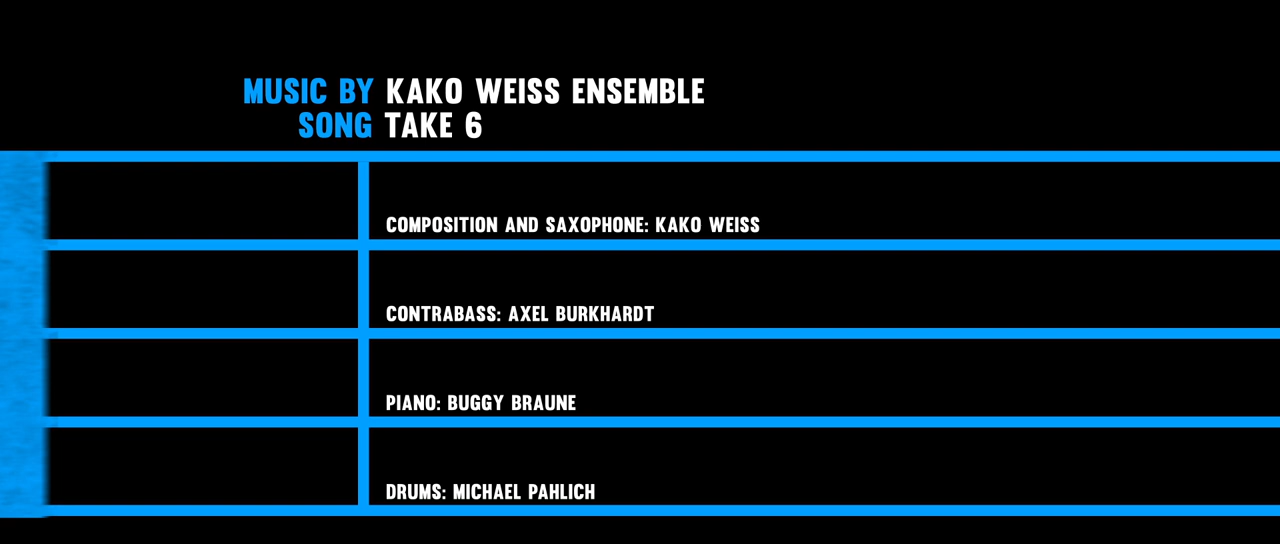 MUSIC BY KAKO WEISS ENSEMBLE
SONG TAKE 6
COMPOSITION AND SAXOPHONE: KAKO WEISS
CONTRABASS: AXEL BURKHARDT
PIANO: BUGGY BRAUNE
DRUMS: MICHAEL PAHLICH